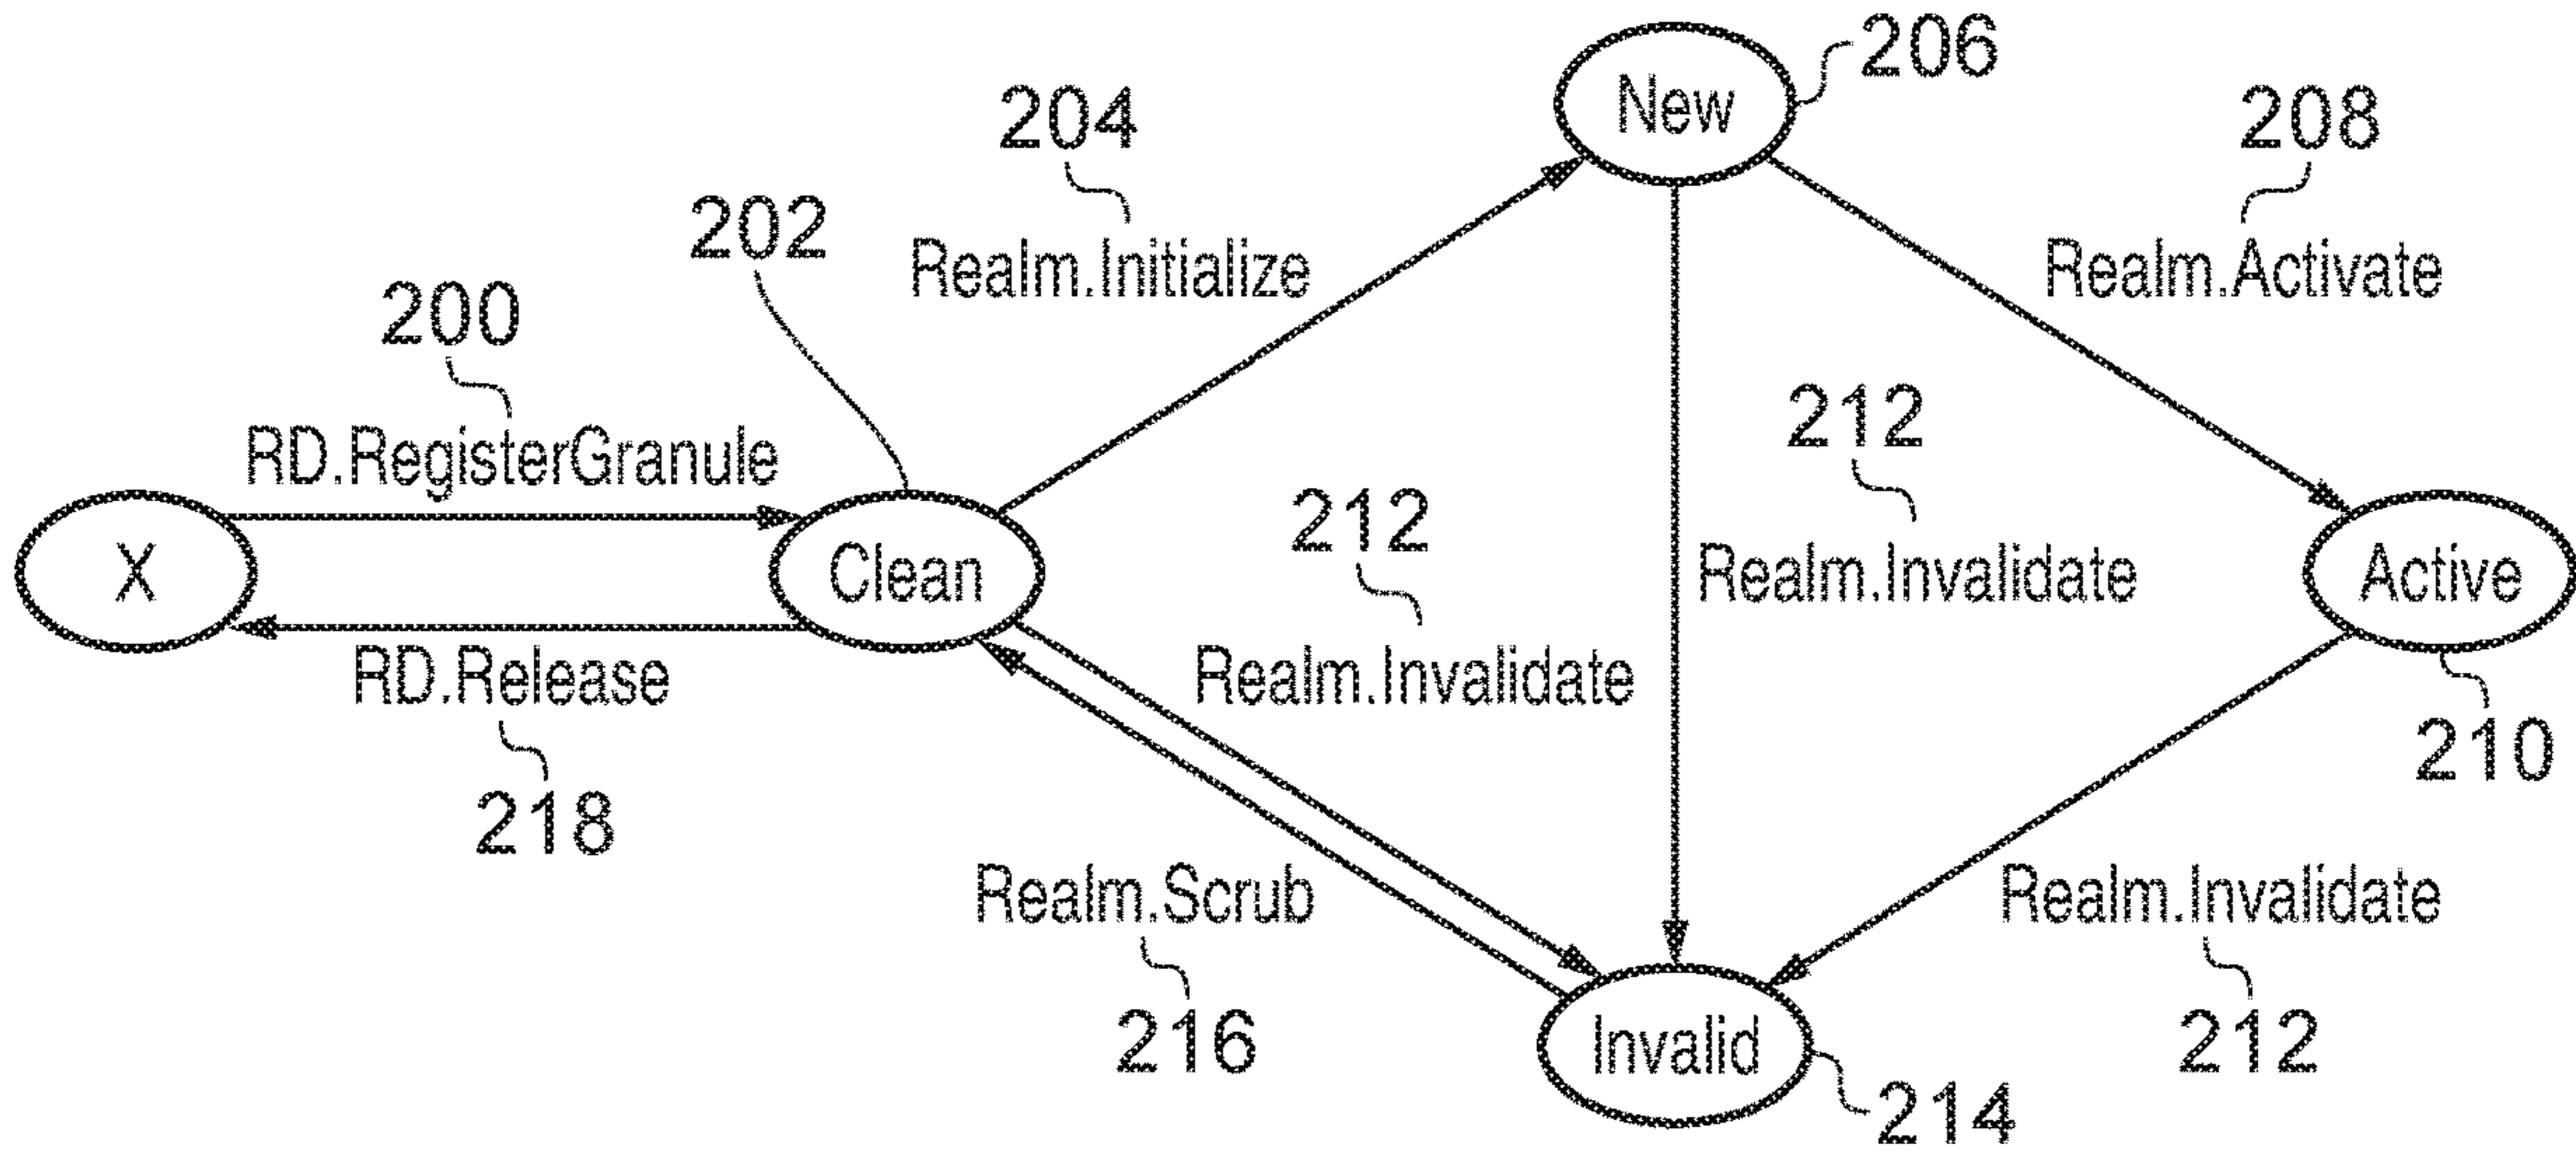 New
206
204
208
202
Realm.Initialize
Realm.Activate
200
212
RD.RegisterGranule
212
X
Clean
Realm.Invalidate
Active
RD.Release
Realm.Invalidate
210
218
Realm.Scrub
Realm.Invalidate
216
Invalid
212
214